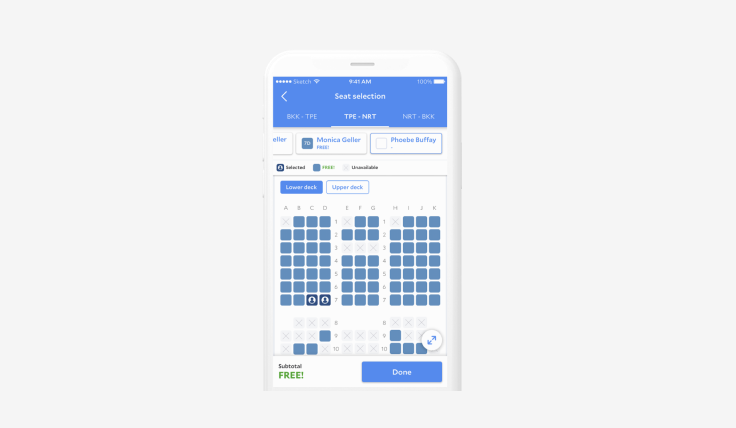 Sketch 9:41 AM 100%
Seat selection
BKK - TPE TPE - NRT NRT - BKK
eller 7D Monica Geller Phoebe Buffay
FREE! -
Selected FREE! Unavailable
Lower deck Upper deck
A B C D E F G H I J K
1 1
2 2
3 3
4 4
5 5
6 6
7 7
8 8
9 9
10 10
Subtotal
FREE! Done